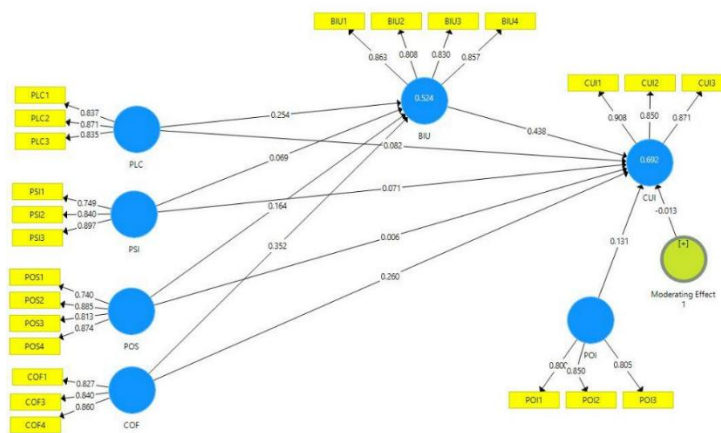 BIU1 BIU2 BIU3 BIU4
0.863 0.808 0.830 0.857
0.524
BIU
CUI1 CUI2 CUI3
0.908 0.850 0.871
0.692
CUI
PLC1
PLC2
PLC3
0.837
0.871
0.835
PLC
0.254
0.082
0.438
PSI1
PSI2
PSI3
0.749
0.840
0.897
PSI
0.069
0.071
0.164
0.352
0.006
0.260
0.131
-0.013
[+]
Moderating Effect
1
POS1
POS2
POS3
POS4
0.740
0.885
0.813
0.874
POS
COF1
COF3
COF4
0.827
0.840
0.860
COF
POI
0.800 0.850 0.805
POI1 POI2 POI3